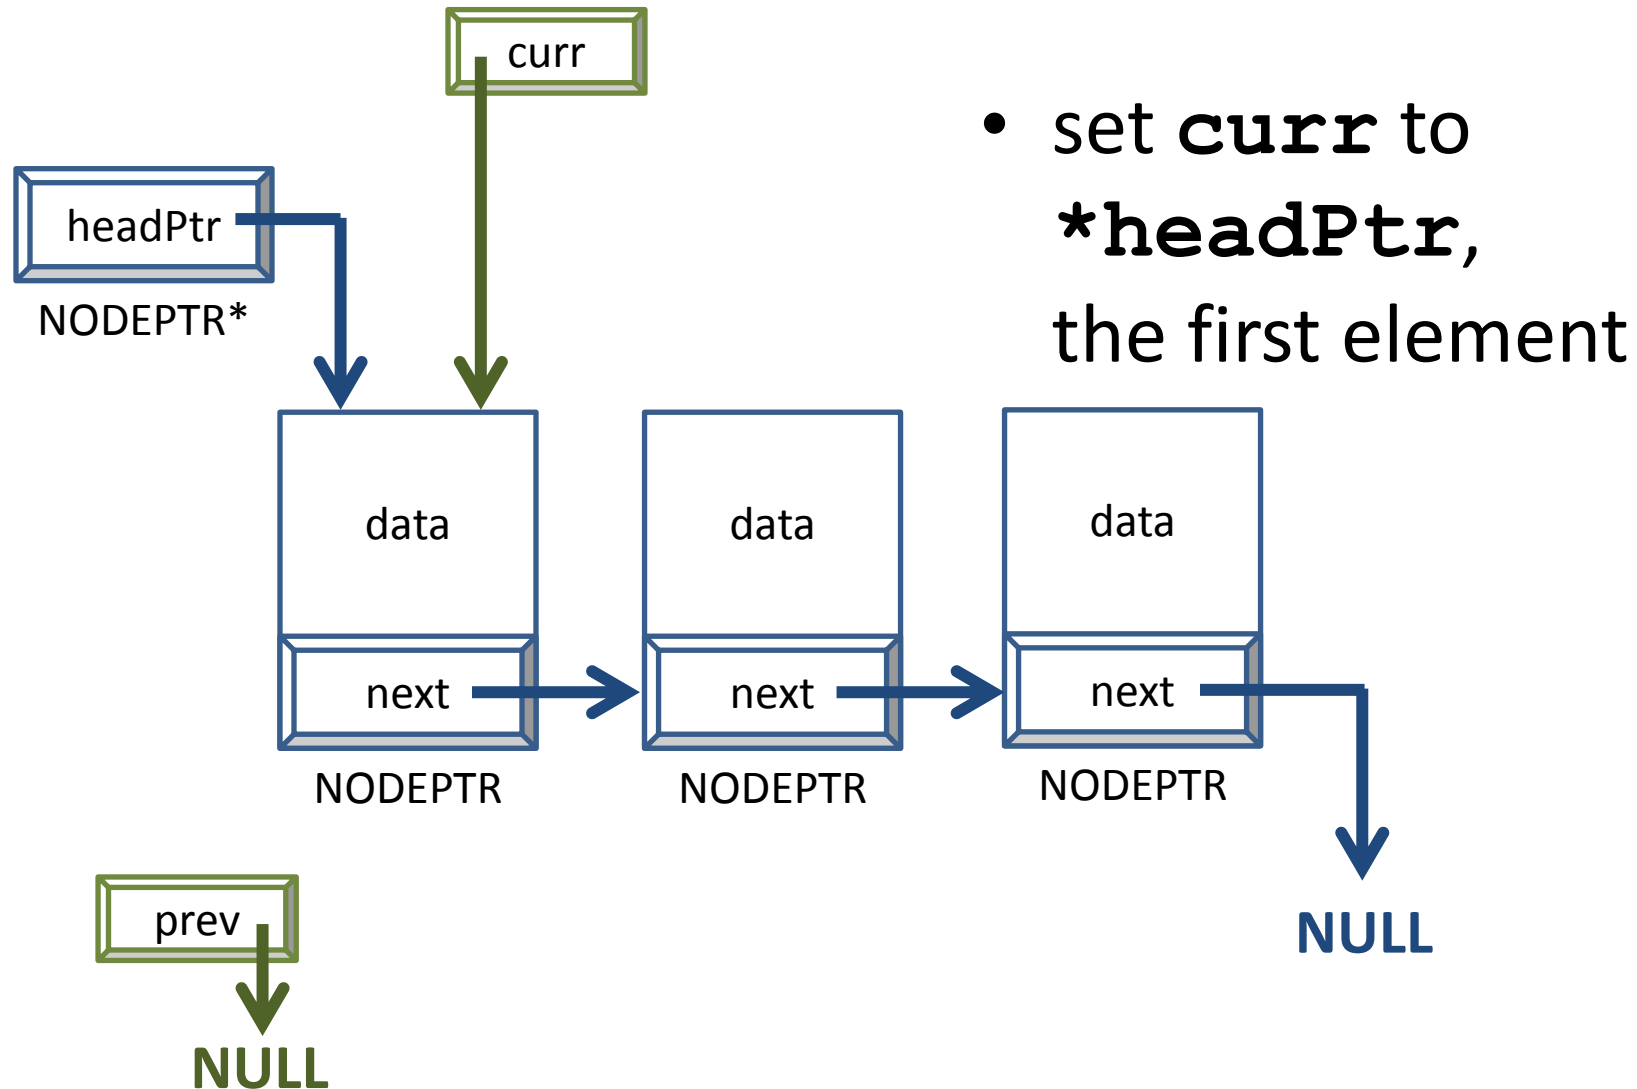 curr
• set curr to
*headPtr,
the first element
headPtr
NODEPTR*
data
data
data
next
next
next
NODEPTR
NODEPTR
NODEPTR
prev
NULL
NULL